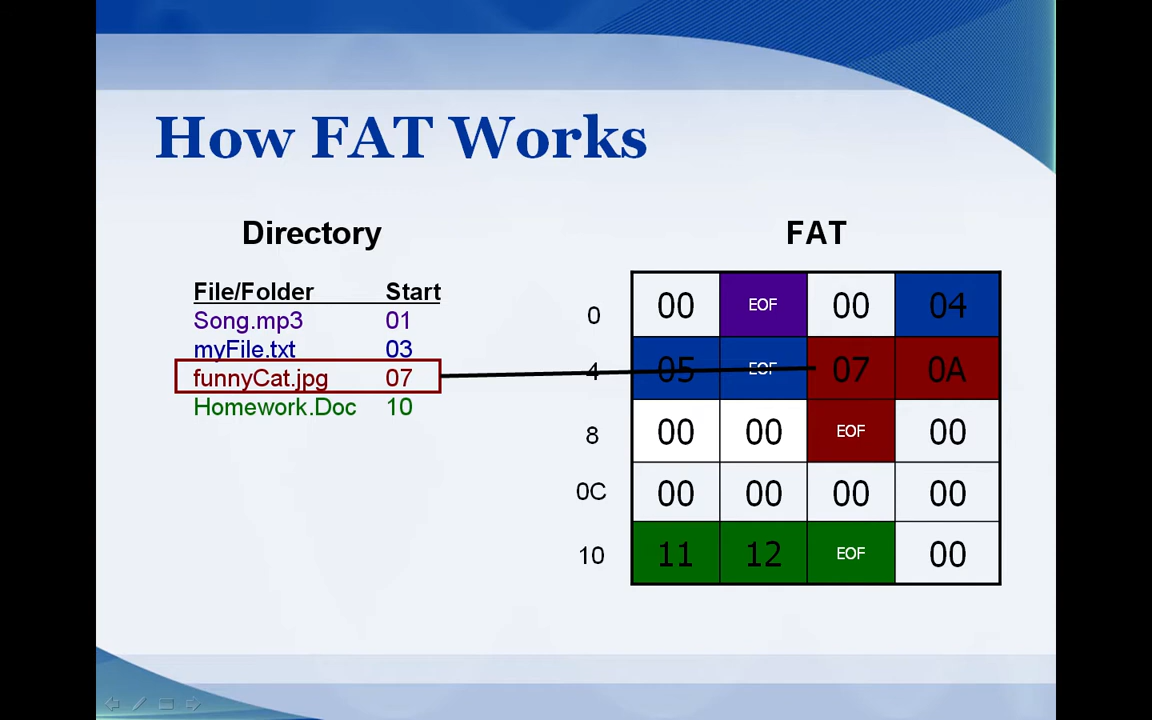 How FAT Works
Directory
FAT
File/Folder Start
Song.mp3 01
myFile.txt 03
funnyCat.jpg 07
Homework.Doc 10
0 00 EOF 00 04
4 05 EOF 07 0A
8 00 00 EOF 00
0C 00 00 00 00
10 11 12 EOF 00